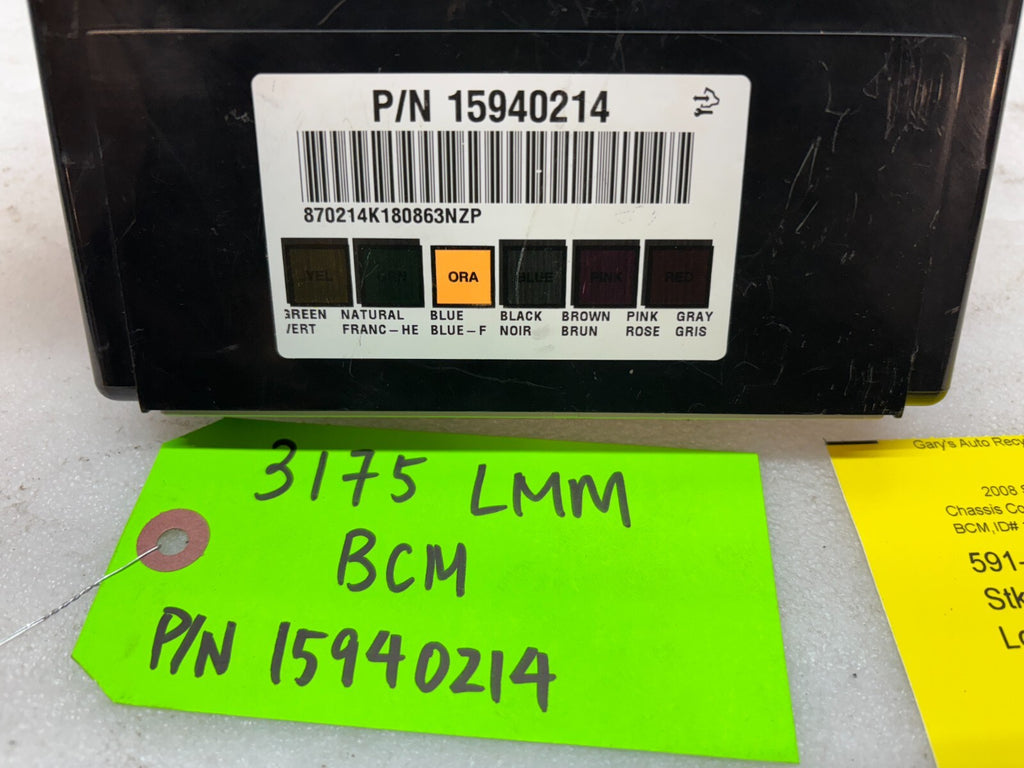 P/N 15940214
870214K180863NZP
YEL GRN ORA BLUE PINK RED
GREEN NATURAL BLUE BLACK BROWN PINK GRAY
VERT FRANC-HE BLUE-F NOIR BRUN ROSE GRIS
3175 LMM
BCM
P/N 15940214
Gary's Auto Recy
2008
Chassis Co
BCM,ID#
591-
Stk
Lo